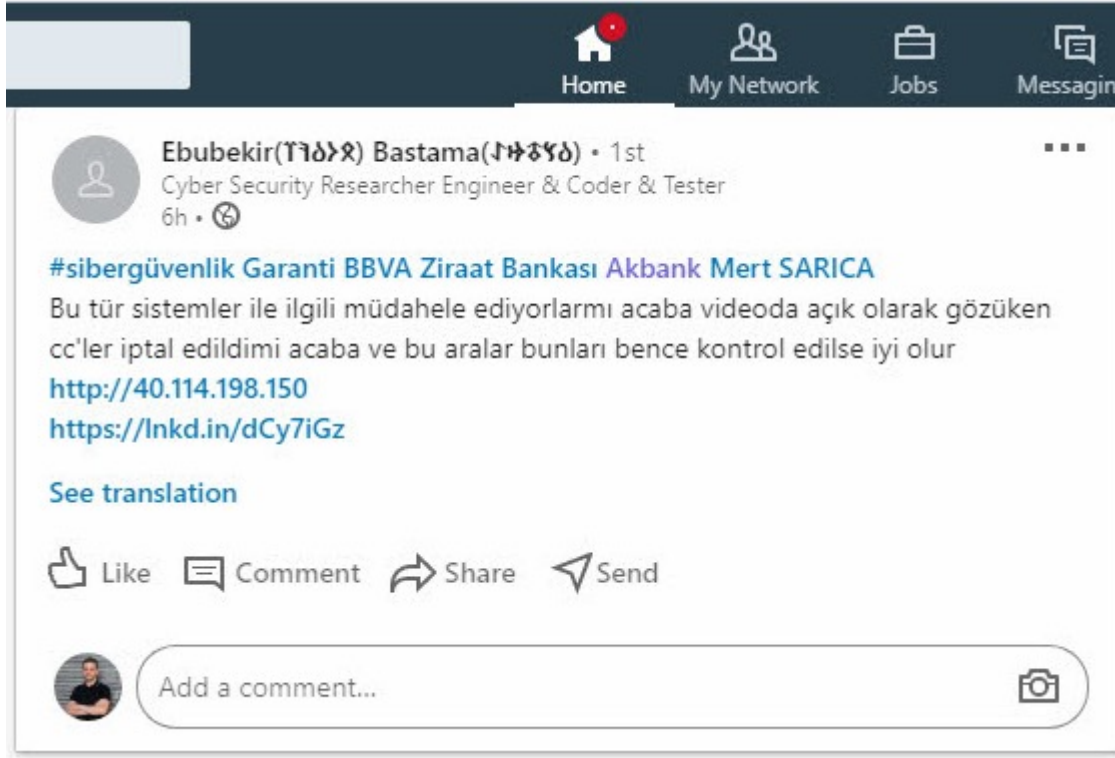 Home
My Network
Jobs
Messagin
Ebubekir Bastama • 1st
Cyber Security Researcher Engineer & Coder & Tester
6h •
#sibergüvenlik Garanti BBVA Ziraat Bankası Akbank Mert SARICA
Bu tür sistemler ile ilgili müdahele ediyorlarmı acaba videoda açık olarak gözüken
cc'ler iptal edildimi acaba ve bu aralar bunları bence kontrol edilse iyi olur
http://40.114.198.150
https://lnkd.in/dCy7iGz
See translation
Like
Comment
Share
Send
Add a comment...